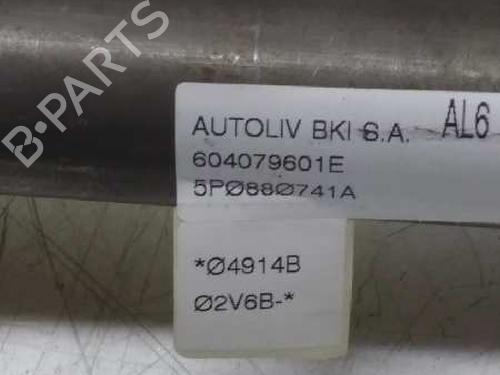 B-PARTS
AUTOLIV BKI S.A. AL6
604079601E
5PØ88Ø741A
*Ø4914B
Ø2V6B-*